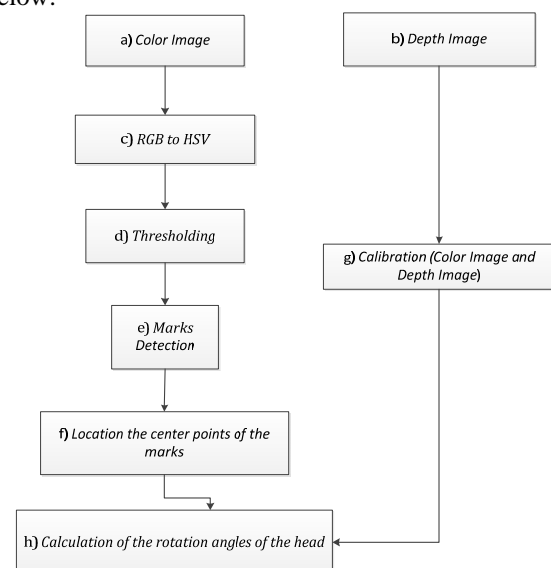 elow:
a) Color Image
b) Depth Image
c) RGB to HSV
d) Thresholding
g) Calibration (Color Image and
Depth Image)
e) Marks
Detection
f) Location the center points of the
marks
h) Calculation of the rotation angles of the head